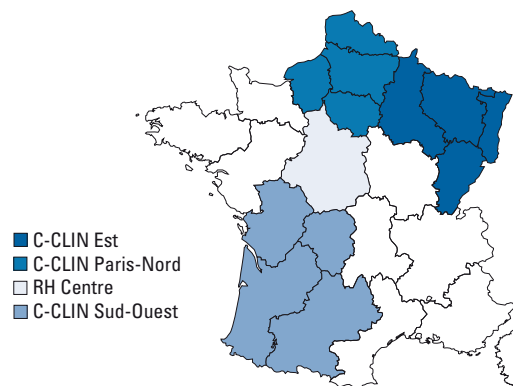 C-CLIN Est
C-CLIN Paris-Nord
RH Centre
C-CLIN Sud-Ouest